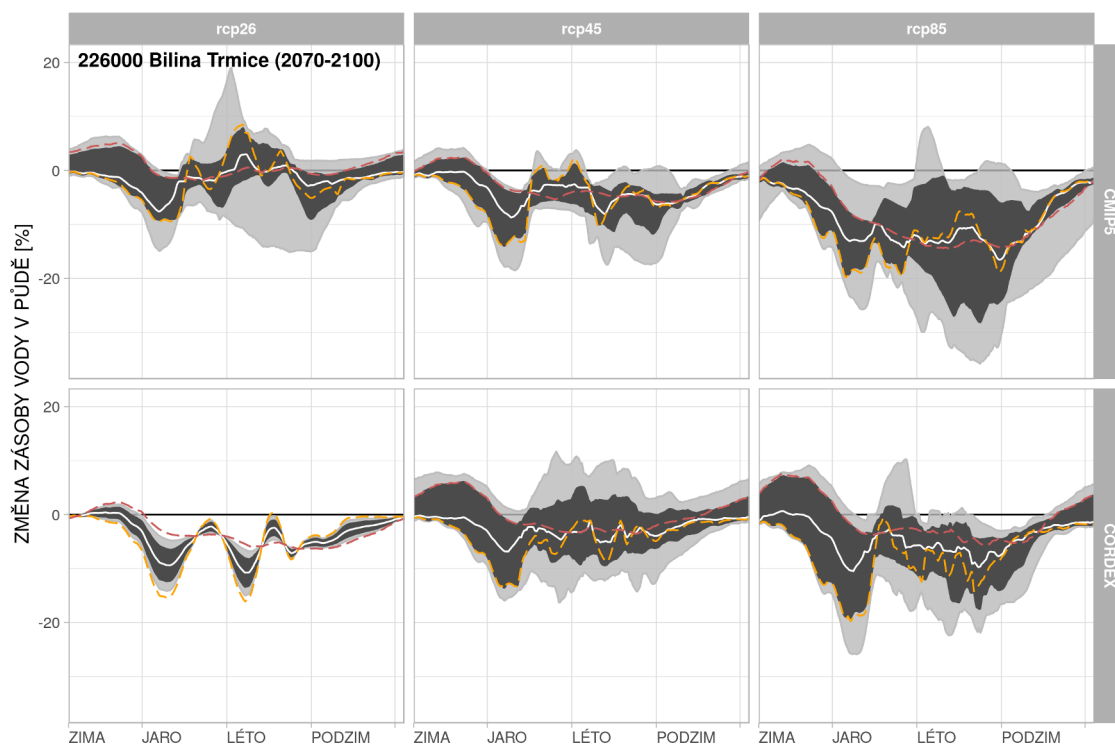 rcp26 rcp45 rcp85
226000 Bilina Trmice (2070-2100)
ZMĚNA ZÁSOBY VODY V PŮDĚ [%]
20
0
-20
CMIP5
20
0
-20
CORDEX
ZIMA JARO LÉTO PODZIM ZIMA JARO LÉTO PODZIM ZIMA JARO LÉTO PODZIM